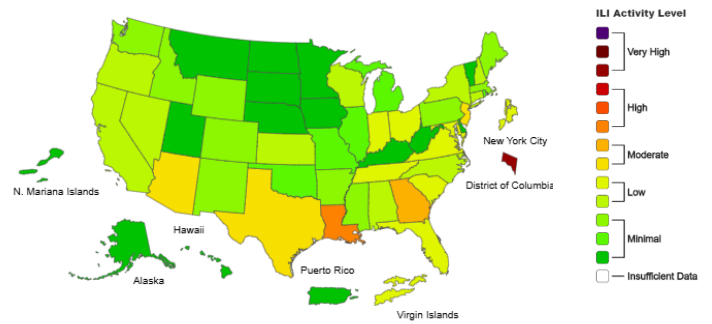 ILI Activity Level
Very High
High
New York City
Moderate
N. Mariana Islands
District of Columbia
Low
Hawaii
Minimal
Puerto Rico
Insufficient Data
Alaska
Virgin Islands